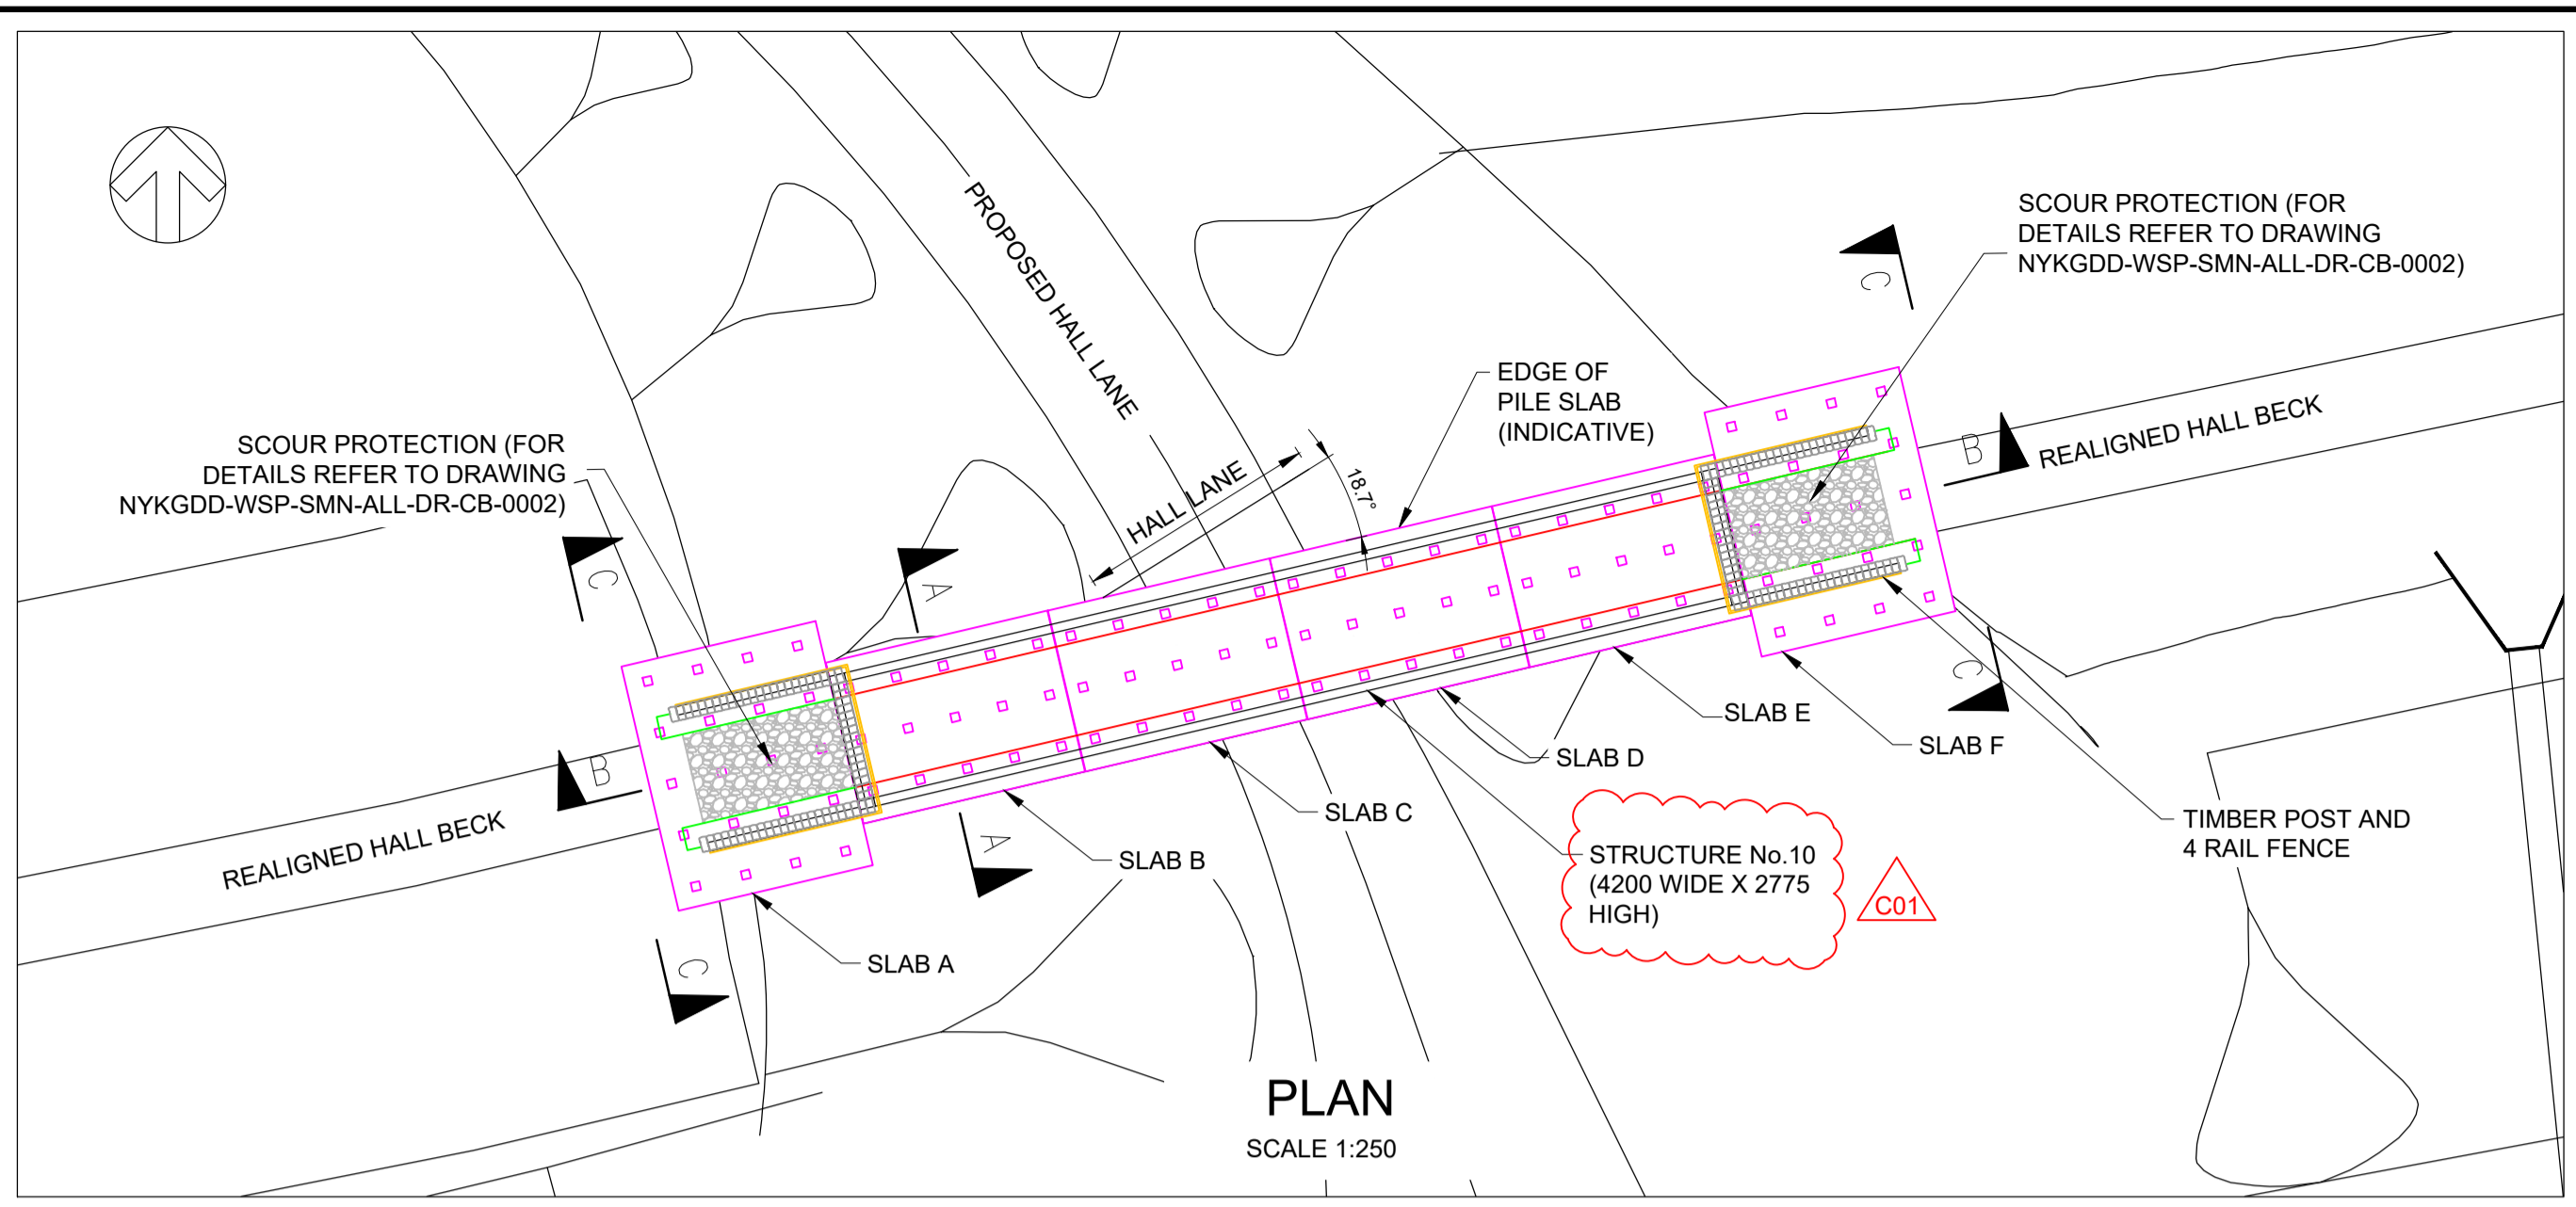 SCOUR PROTECTION (FOR
DETAILS REFER TO DRAWING
NYKGDD-WSP-SMN-ALL-DR-CB-0002)
PROPOSED HALL LANE
C
EDGE OF
PILE SLAB
(INDICATIVE)
SCOUR PROTECTION (FOR
DETAILS REFER TO DRAWING
NYKGDD-WSP-SMN-ALL-DR-CB-0002)
HALL LANE
18.7°
B
REALIGNED HALL BECK
C
A
C
SLAB E
SLAB F
SLAB D
B
REALIGNED HALL BECK
SLAB C
A
SLAB B
TIMBER POST AND
4 RAIL FENCE
STRUCTURE No.10
(4200 WIDE X 2775
HIGH)
C01
SLAB A
C
PLAN
SCALE 1:250